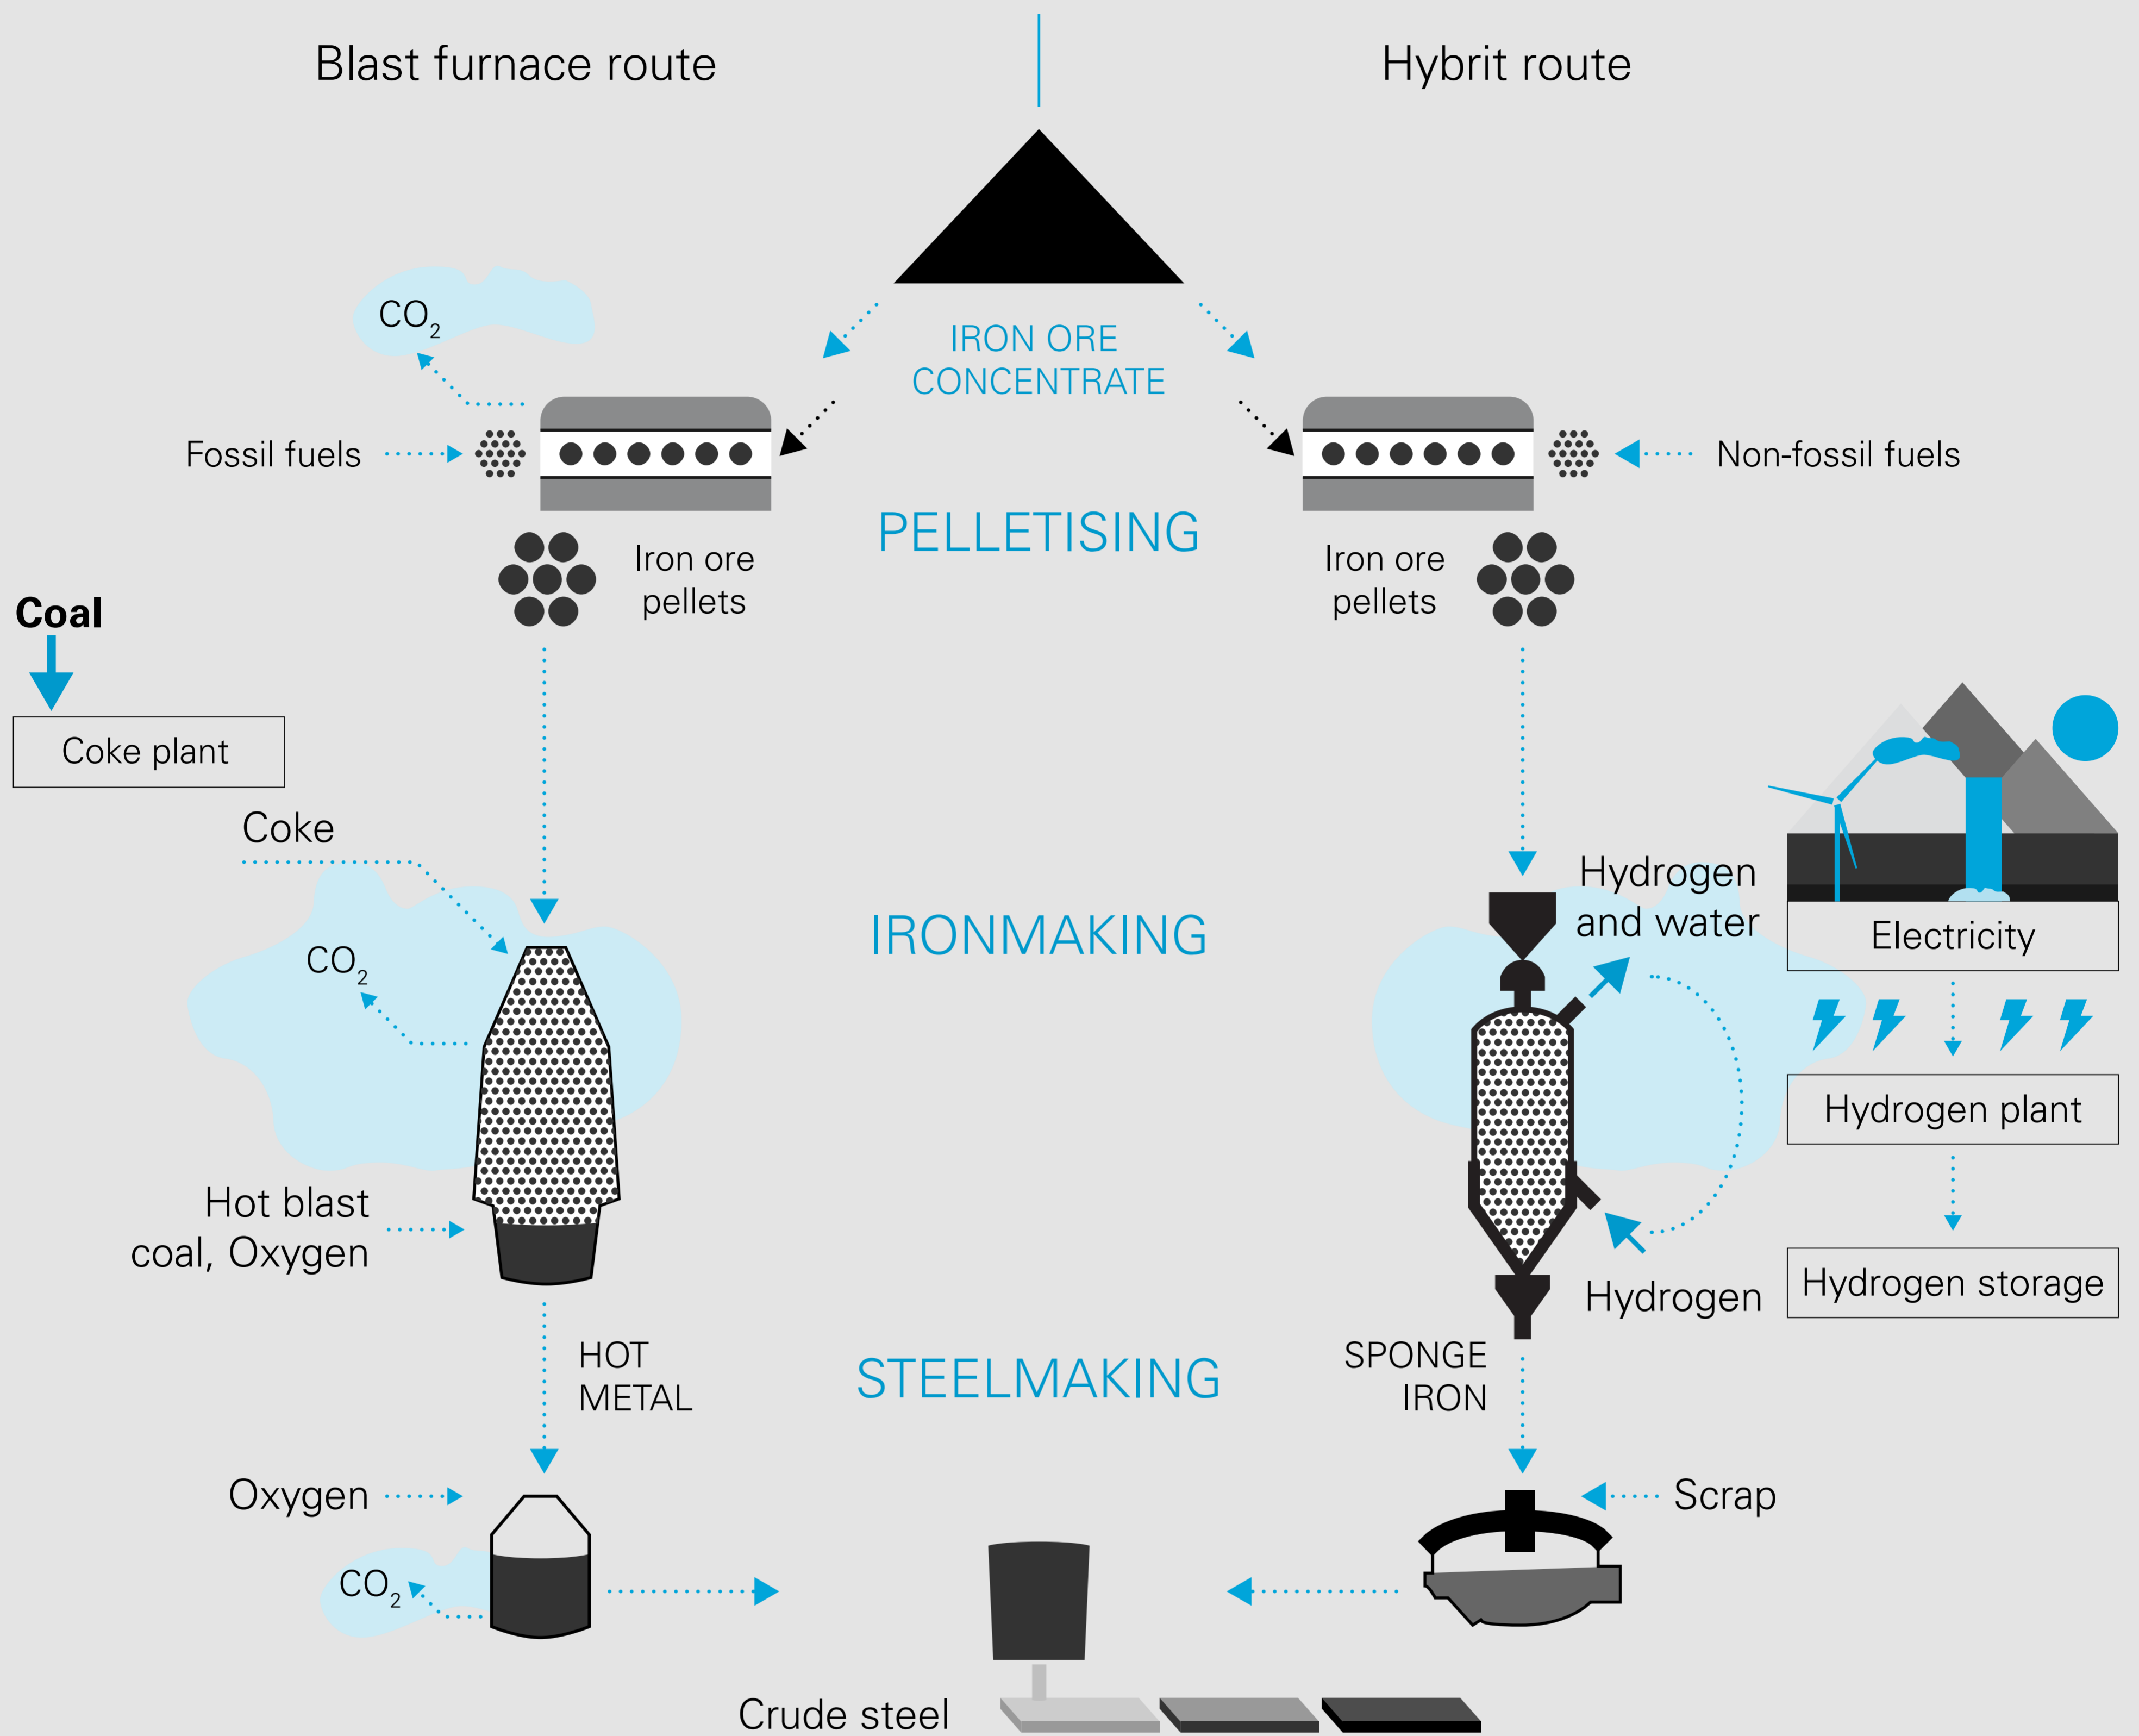 Blast furnace route
Hybrit route
CO₂
IRON ORE
CONCENTRATE
Fossil fuels
Non-fossil fuels
PELLETISING
Iron ore
pellets
Iron ore
pellets
Coal
Coke plant
Coke
CO₂
IRONMAKING
Hydrogen
and water
Electricity
Hydrogen plant
Hot blast
coal, Oxygen
Hydrogen
Hydrogen storage
HOT
METAL
STEELMAKING
SPONGE
IRON
Oxygen
Scrap
CO₂
Crude steel